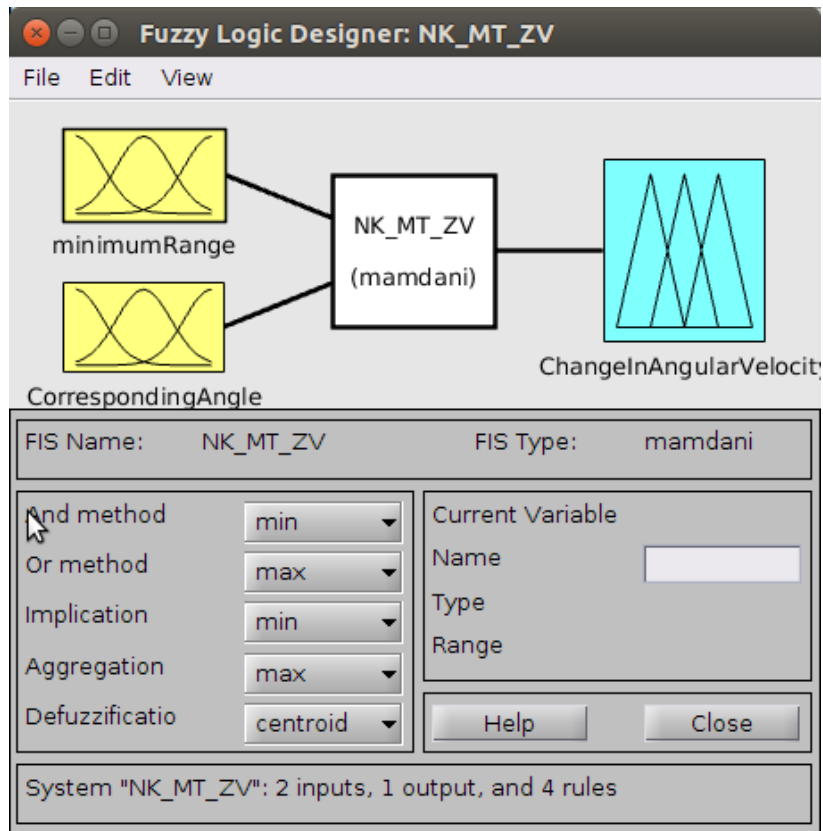 Fuzzy Logic Designer: NK_MT_ZV
File Edit View
minimumRange
NK_MT_ZV
(mamdani)
CorrespondingAngle
ChangeInAngularVelocity
FIS Name: NK_MT_ZV FIS Type: mamdani
And method min
Or method max
Implication min
Aggregation max
Defuzzificatio centroid
Current Variable
Name
Type
Range
Help Close
System "NK_MT_ZV": 2 inputs, 1 output, and 4 rules